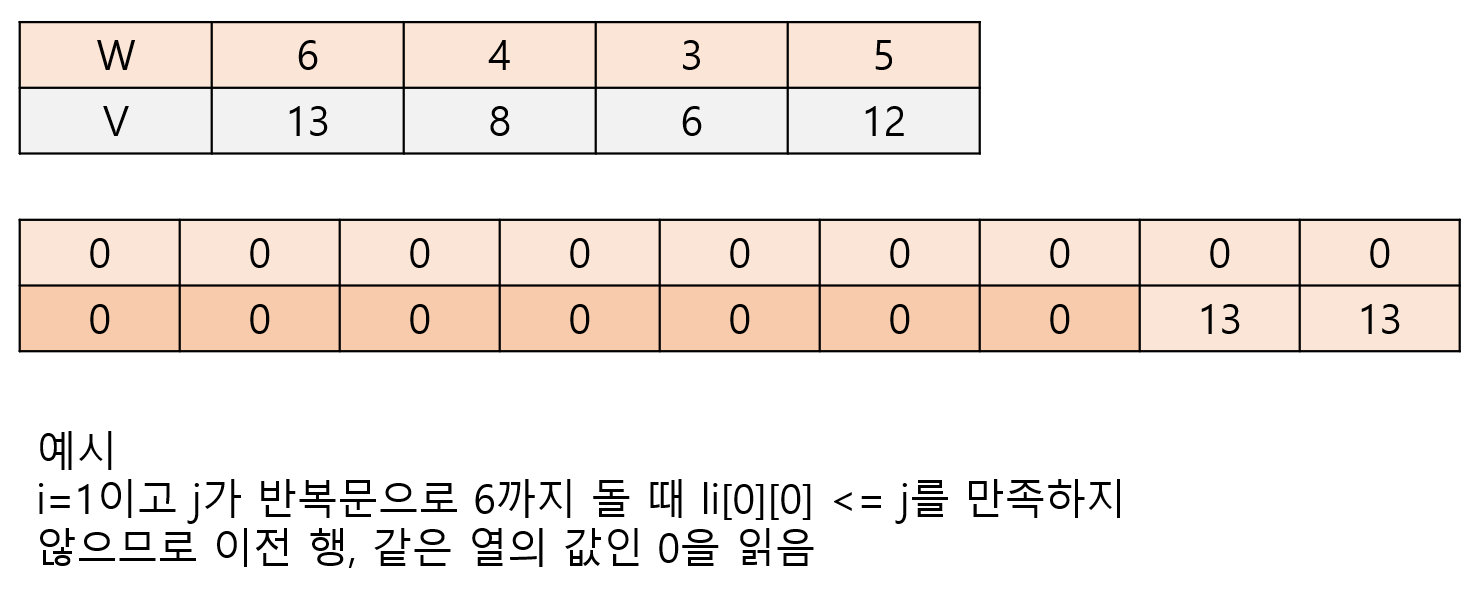 W 6 4 3 5
V 13 8 6 12
0 0 0 0 0 0 0 0 0
0 0 0 0 0 0 0 13 13
예시
i=1이고 j가 반복문으로 6까지 돌 때 li[0][0] <= j를 만족하지
않으므로 이전 행, 같은 열의 값인 0을 읽음